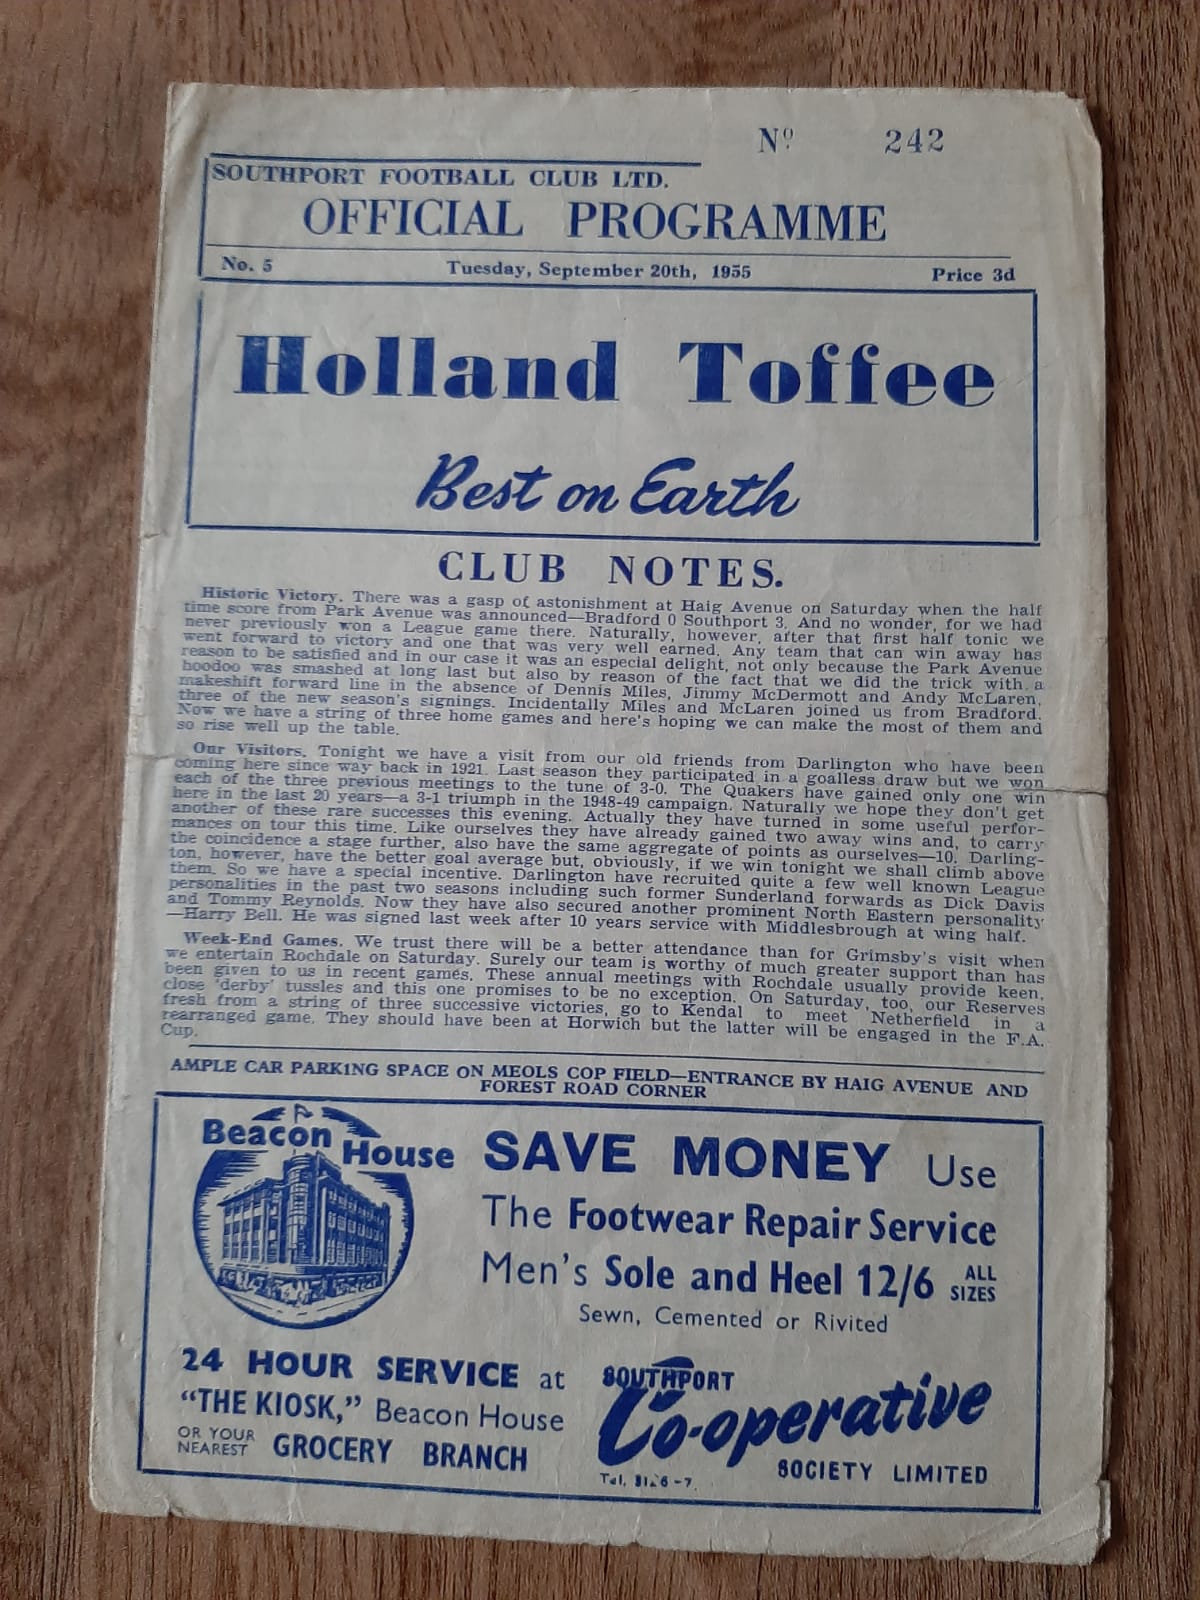 Nº 242
SOUTHPORT FOOTBALL CLUB LTD.
OFFICIAL PROGRAMME
No. 5 Tuesday, September 20th, 1955 Price 3d
Holland Toffee
Best on Earth
CLUB NOTES.
Historic Victory. There was a gasp of astonishment at Haig Avenue on Saturday when the half
time score from Park Avenue was announced—Bradford 0 Southport 3. And no wonder, for we had
never previously won a League game there. Naturally, however, after that first half tonic we
went forward to victory and one that was very well earned. Any team that can win away has
reason to be satisfied and in our case it was an especial delight, not only because the Park Avenue
hoodoo was smashed at long last but also by reason of the fact that we did the trick with a
makeshift forward line in the absence of Dennis Miles, Jimmy McDermott and Andy McLaren,
three of the new season's signings. Incidentally Miles and McLaren joined us from Bradford.
Now we have a string of three home games and here's hoping we can make the most of them and
so rise well up the table.
Our Visitors. Tonight we have a visit from our old friends from Darlington who have been
coming here since way back in 1921. Last season they participated in a goalless draw but we won
each of the three previous meetings to the tune of 3-0. The Quakers have gained only one win
here in the last 20 years—a 3-1 triumph in the 1948-49 campaign. Naturally we hope they don't get
another of these rare successes this evening. Actually they have turned in some useful perfor-
mances on tour this time. Like ourselves they have already gained two away wins and, to carry
the coincidence a stage further, also have the same aggregate of points as ourselves—10. Darling-
ton, however, have the better goal average but, obviously, if we win tonight we shall climb above
them. So we have a special incentive. Darlington have recruited quite a few well known League
personalities in the past two seasons including such former Sunderland forwards as Dick Davis
and Tommy Reynolds. Now they have also secured another prominent North Eastern personality
—Harry Bell. He was signed last week after 10 years service with Middlesbrough at wing half.
Week-End Games. We trust there will be a better attendance than for Grimsby's visit when
we entertain Rochdale on Saturday. Surely our team is worthy of much greater support than has
been given to us in recent games. These annual meetings with Rochdale usually provide keen,
close 'derby' tussles and this one promises to be no exception. On Saturday, too, our Reserves
fresh from a string of three successive victories, go to Kendal to meet Netherfield in a
rearranged game. They should have been at Horwich but the latter will be engaged in the F.A.
Cup.
AMPLE CAR PARKING SPACE ON MEOLS COP FIELD—ENTRANCE BY HAIG AVENUE AND
FOREST ROAD CORNER
Beacon House
SAVE MONEY Use
The Footwear Repair Service
Men's Sole and Heel 12/6 ALL SIZES
Sewn, Cemented or Rivited
24 HOUR SERVICE at
"THE KIOSK," Beacon House
OR YOUR NEAREST GROCERY BRANCH
SOUTHPORT
Co-operative
SOCIETY LIMITED
Tel.